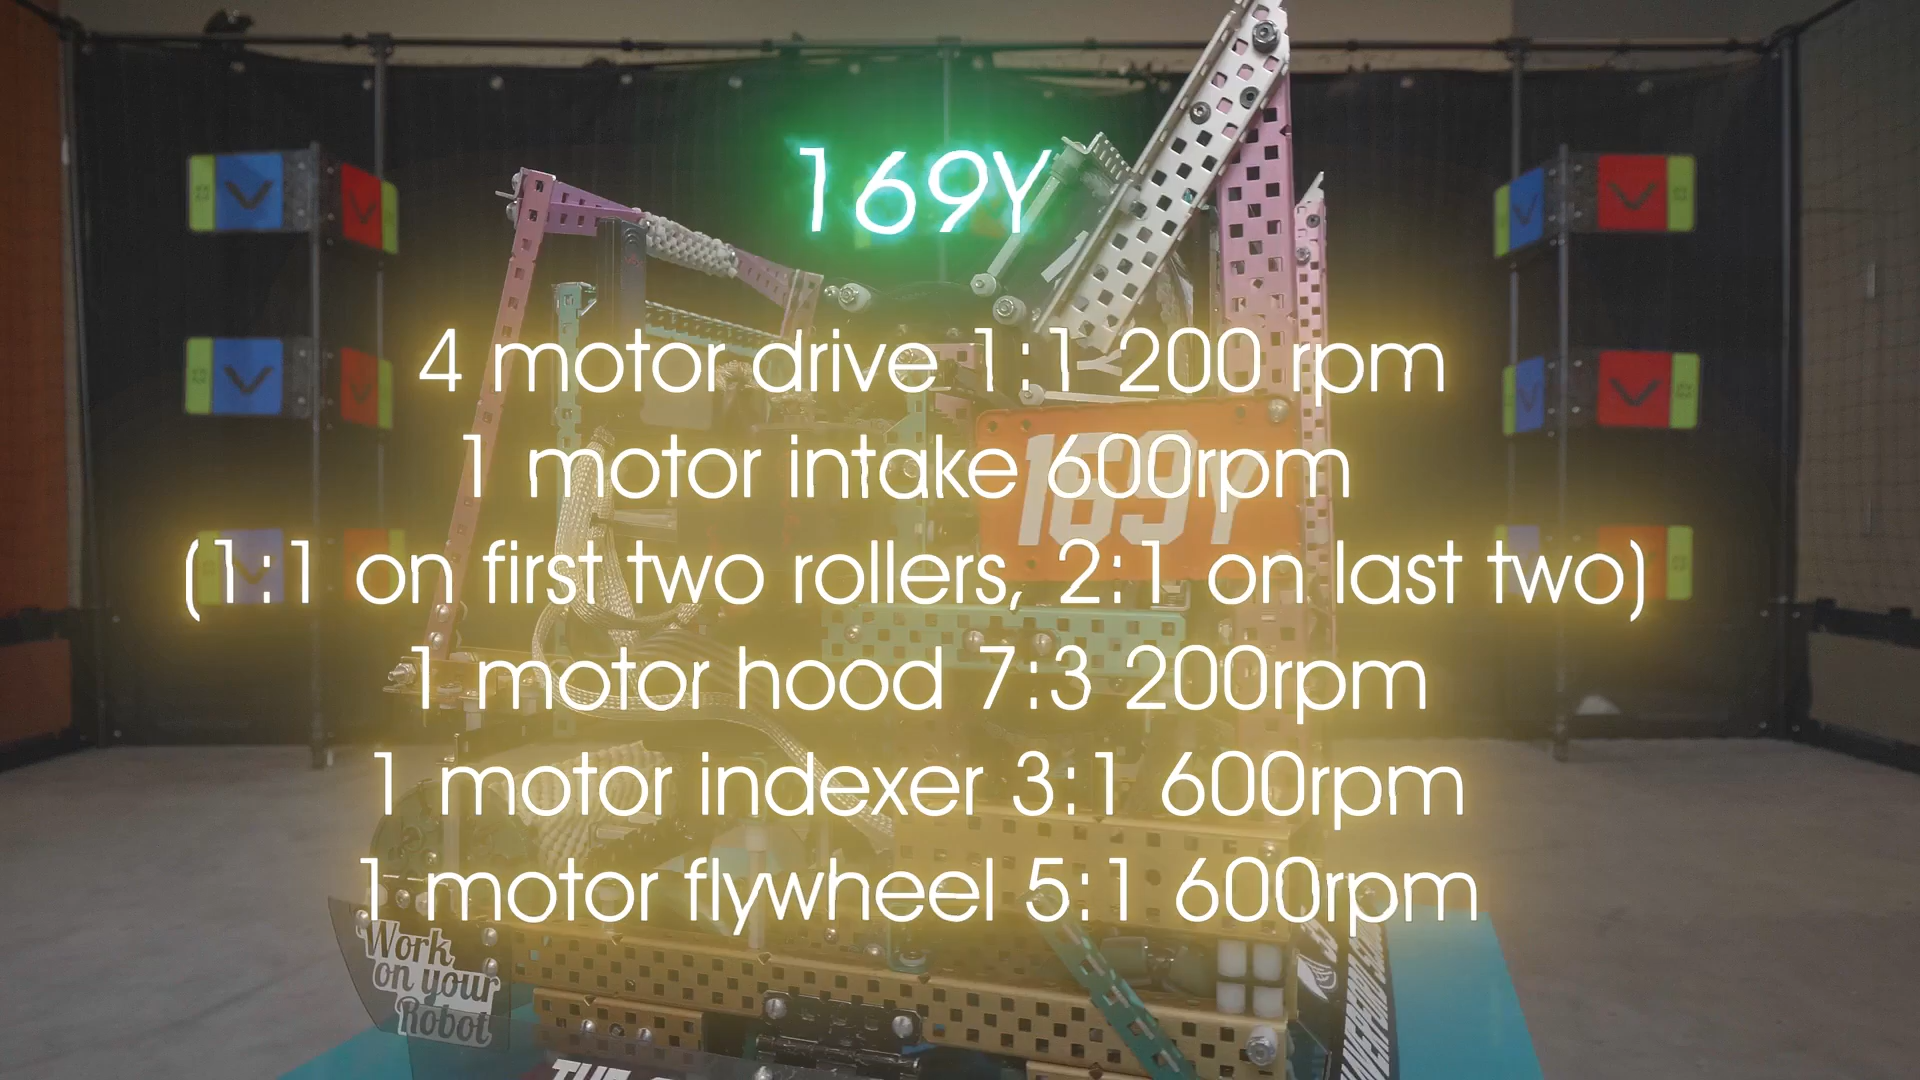 169Y
4 motor drive 1:1 200 rpm
1 motor intake 600rpm
169Y
(1:1 on first two rollers, 2:1 on last two)
1 motor hood 7:3 200rpm
1 motor indexer 3:1 600rpm
1 motor flywheel 5:1 600rpm
Work
on your
Robot